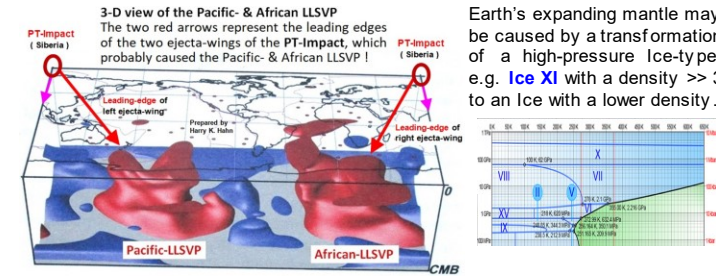 3-D view of the Pacific- & African LLSVP
The two red arrows represent the leading edges
of the two ejecta-wings of the PT-Impact, which
probably caused the Pacific- & African LLSVP !
PT-Impact
( Siberia )
PT-Impact
( Siberia )
Leading-edge of
left ejecta-wing"
Prepared by
Harry K. Hahn
Leading-edge of
right ejecta-wing
0
Pacific-LLSVP
African-LLSVP
CMB
Earth's expanding mantle may
be caused by a transformation
of a high-pressure Ice-type
e.g. Ice XI with a density >> 3
to an Ice with a lower density.
X
VIII
VII
II
V
VI
XV
IX